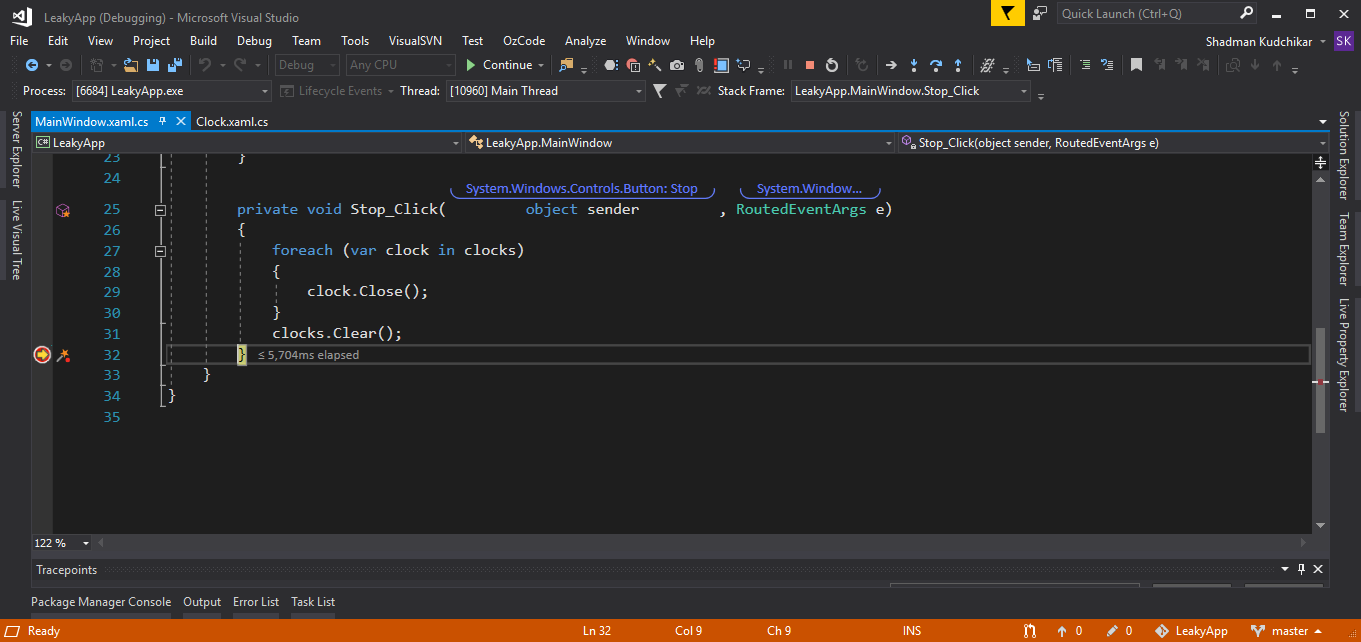 LeakyApp (Debugging) - Microsoft Visual Studio
Quick Launch (Ctrl+Q)
File Edit View Project Build Debug Team Tools VisualSVN Test OzCode Analyze Window Help
Shadman Kudchikar SK
Debug Any CPU Continue
Process: [6684] LeakyApp.exe Lifecycle Events Thread: [10960] Main Thread Stack Frame: LeakyApp.MainWindow.Stop_Click
MainWindow.xaml.cs Clock.xaml.cs
C# LeakyApp LeakyApp.MainWindow Stop_Click(object sender, RoutedEventArgs e)
Server Explorer
Live Visual Tree
23 }
24
System.Windows.Controls.Button: Stop System.Window...
25 private void Stop_Click( object sender , RoutedEventArgs e)
26 {
27 foreach (var clock in clocks)
28 {
29 clock.Close();
30 }
31 clocks.Clear();
32 } ≤ 5,704ms elapsed
33 }
34 }
35
Solution Explorer
Team Explorer
Live Property Explorer
122 %
Tracepoints
Package Manager Console Output Error List Task List
Ready Ln 32 Col 9 Ch 9 INS 0 0 LeakyApp master